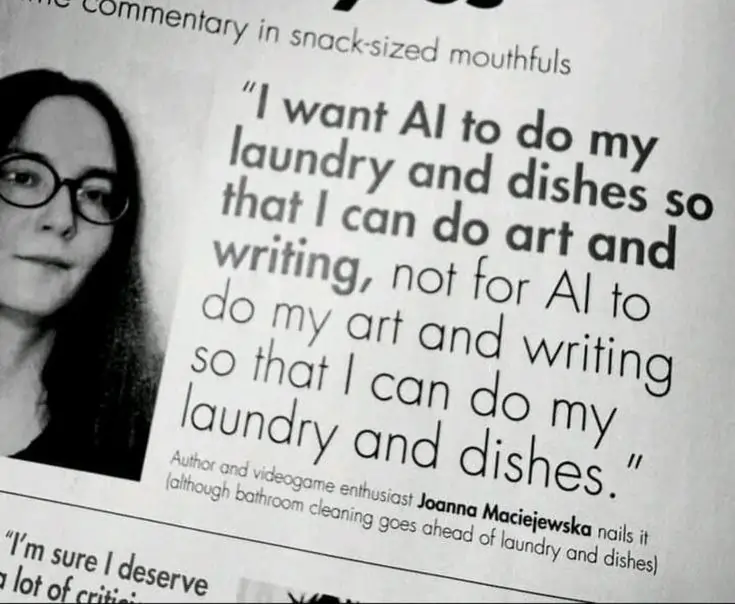 commentary in snack-sized mouthfuls
“I want AI to do my
laundry and dishes so
that I can do art and
writing, not for AI to
do my art and writing
so that I can do my
laundry and dishes.”
Author and videogame enthusiast Joanna Maciejewska nails it
(although bathroom cleaning goes ahead of laundry and dishes)
“I’m sure I deserve
a lot of